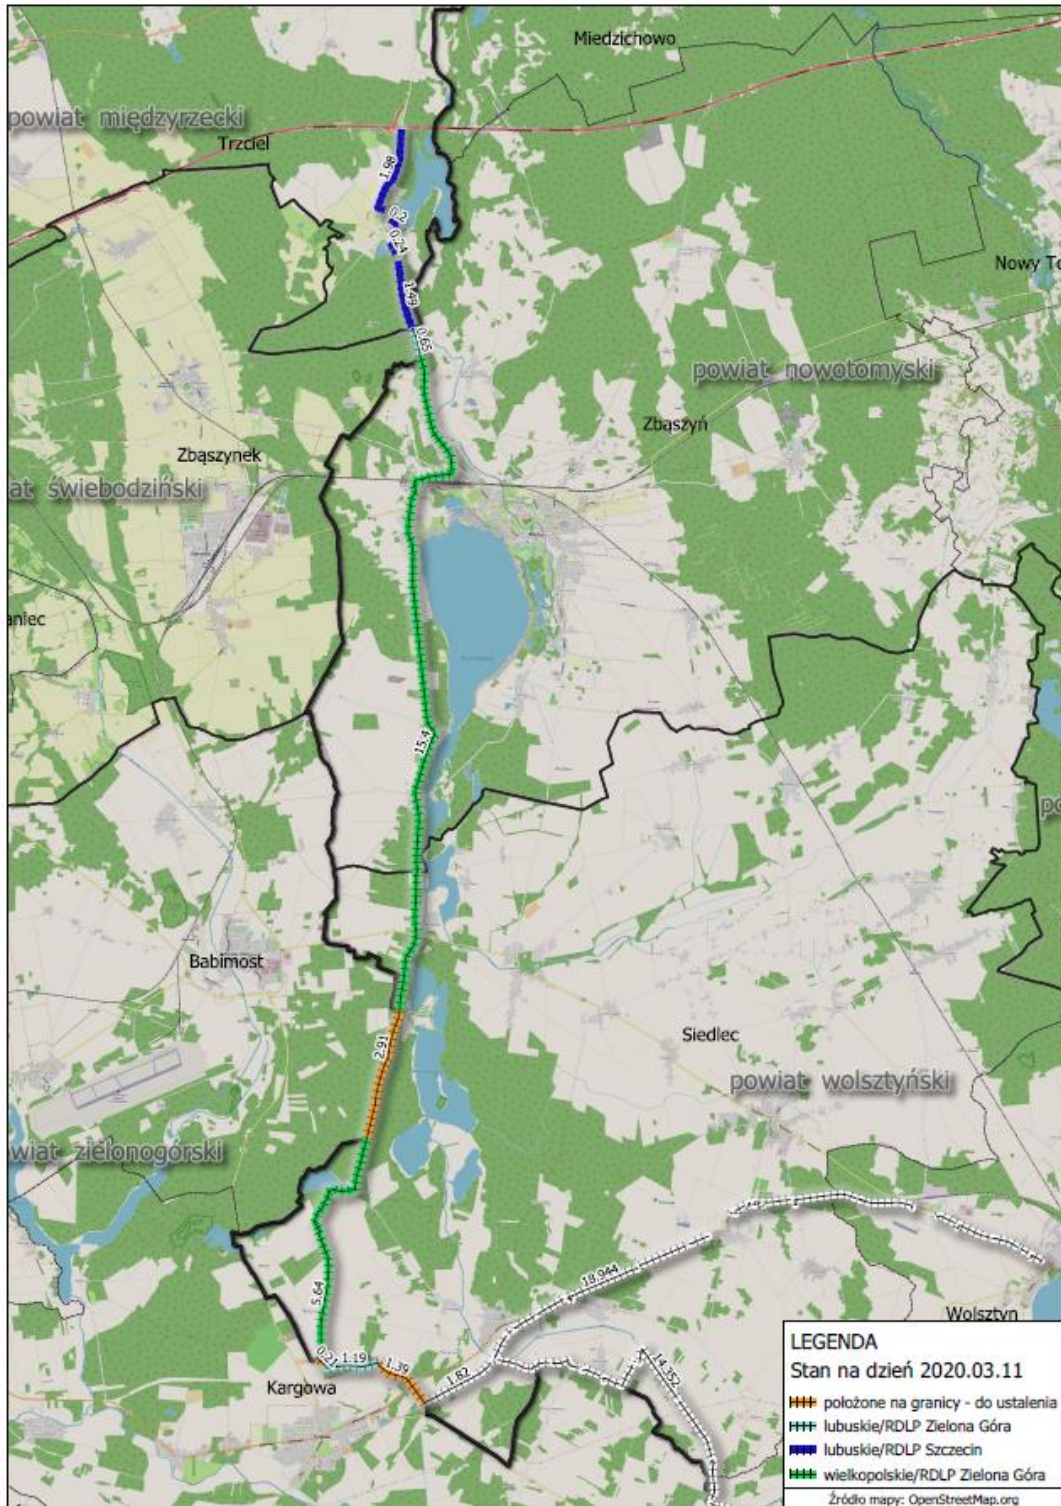 Miedzichowo
powiat międzyrzecki
Trzciel
1.98
0.2
0.24
1.49
Nowy To
0.65
powiat nowotomyski
Zbąszyń
Zbąszynek
at świebodziński
aniec
15.4
po
Babimost
Siedlec
2.91
powiat wolsztyński
wiat zielonogórski
18.944
5.64
Wolsztyn
0.21
1.19
1.39
1.82
14.352
Kargowa
LEGENDA
Stan na dzień 2020.03.11
położone na granicy - do ustalenia
lubuskie/RDLP Zielona Góra
lubuskie/RDLP Szczecin
wielkopolskie/RDLP Zielona Góra
Źródło mapy: OpenStreetMap.org